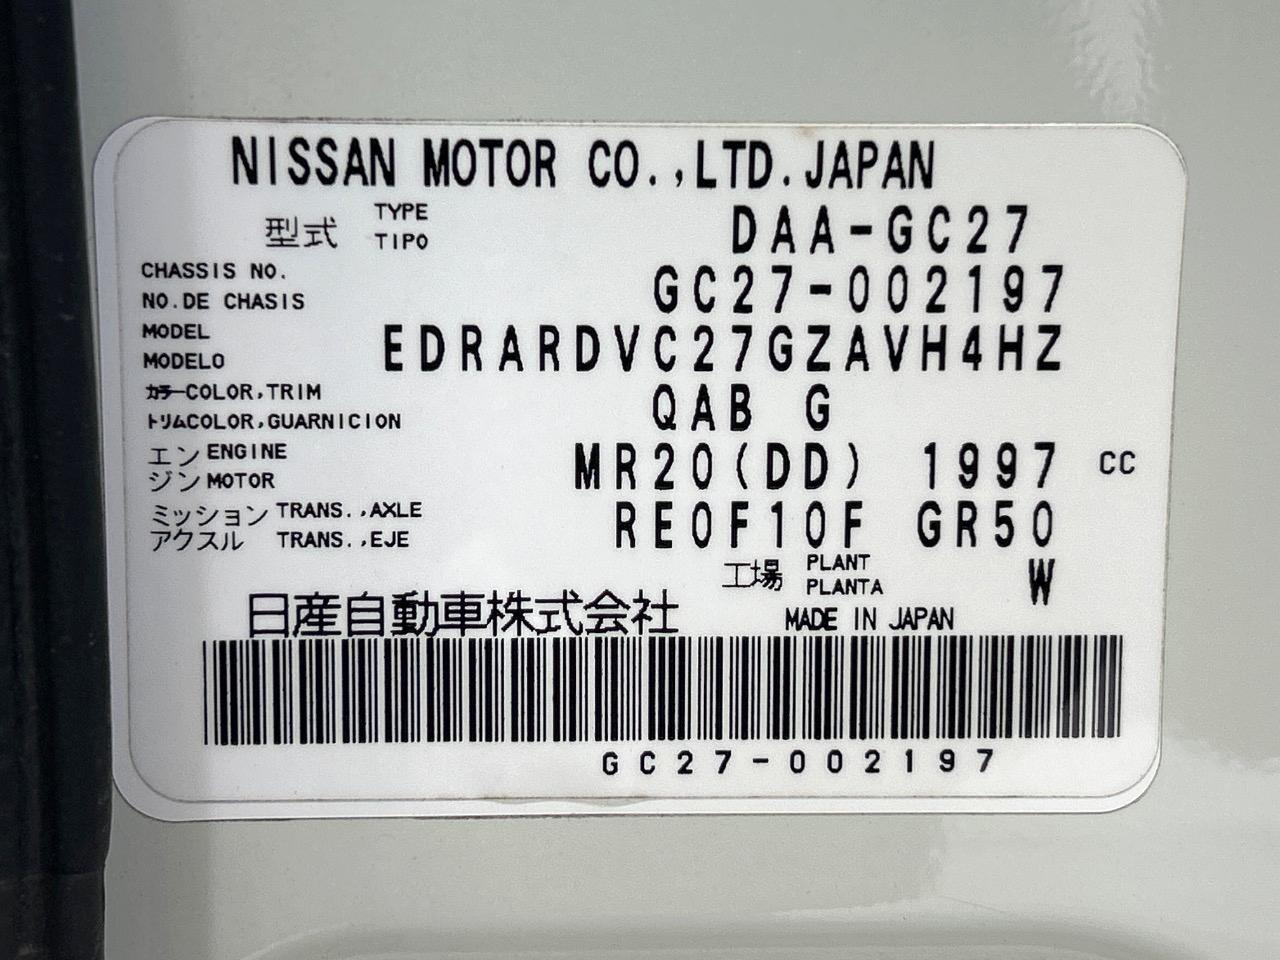 NISSAN MOTOR CO.,LTD.JAPAN
型式 TYPE TIPO DAA-GC27
CHASSIS NO.
NO.DE CHASIS GC27-002197
MODEL
MODELO EDRARDVC27GZAVH4HZ
カラーCOLOR,TRIM
トリムCOLOR,GUARNICION QAB G
エンジン ENGINE MOTOR MR20(DD) 1997 CC
ミッション TRANS.,AXLE
アクスル TRANS.,EJE RE0F10F GR50
工場 PLANT PLANTA W
日産自動車株式会社 MADE IN JAPAN
GC27-002197